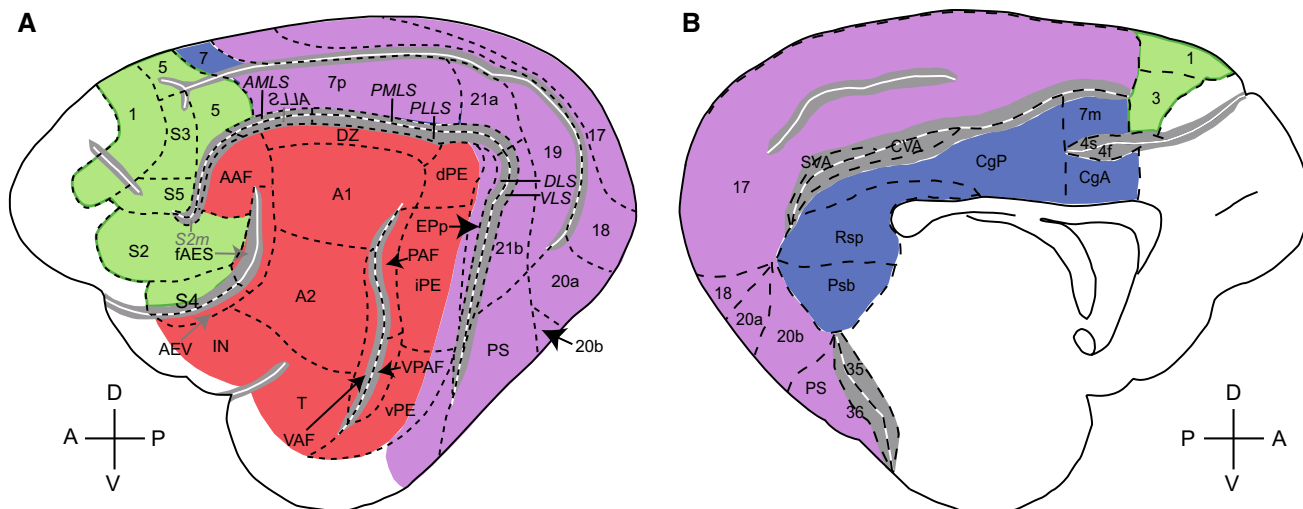 A
5
7
1
5
S3
AMLS
ALLS
7p
PMLS
PLLS
21a
17
DZ
19
S5
AAF
A1
dPE
DLS
VLS
S2m
fAES
S2
EPp
21b
18
PAF
iPE
20a
S4
A2
AEV
IN
PS
20b
VPAF
T
vPE
VAF
D
A P
V
B
1
3
7m
4s
4f
SVA
CVA
CgP
CgA
17
Rsp
Psb
18
20a
20b
PS
35
36
D
P A
V